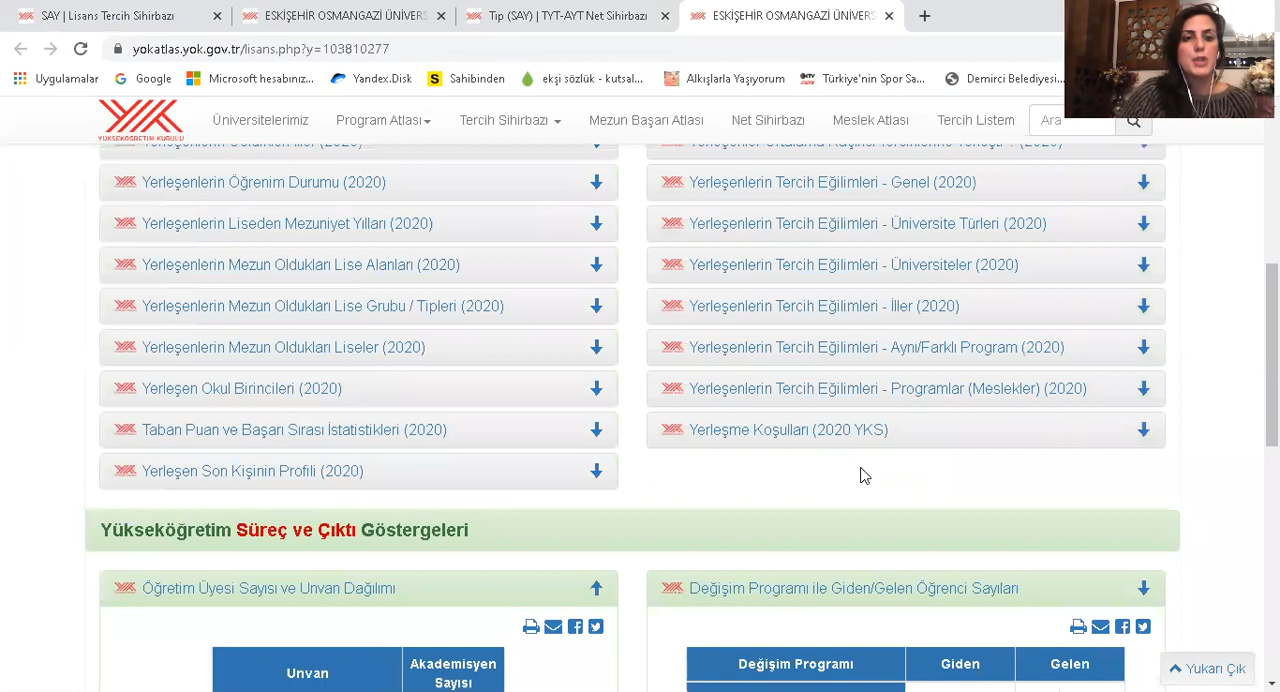 SAY | Lisans Tercih Sihirbazı
ESKİŞEHİR OSMANGAZİ ÜNİVERS
Tıp (SAY) | TYT-AYT Net Sihirbazı
ESKİŞEHİR OSMANGAZİ ÜNİVERS
yokatlas.yok.gov.tr/lisans.php?y=103810277
Uygulamalar
Google
Microsoft hesabınız...
Yandex.Disk
Sahibinden
ekşi sözlük - kutsal...
Alkışlarla Yaşıyorum
Türkiye'nin Spor Sa...
Demirci Belediyesi...
YÜKSEKÖĞRETİM KURULU
Üniversitelerimiz
Program Atlası
Tercih Sihirbazı
Mezun Başarı Atlası
Net Sihirbazı
Meslek Atlası
Tercih Listem
Ara
Yerleşenlerin Öğrenim Durumu (2020)
Yerleşenlerin Tercih Eğilimleri - Genel (2020)
Yerleşenlerin Liseden Mezuniyet Yılları (2020)
Yerleşenlerin Tercih Eğilimleri - Üniversite Türleri (2020)
Yerleşenlerin Mezun Oldukları Lise Alanları (2020)
Yerleşenlerin Tercih Eğilimleri - Üniversiteler (2020)
Yerleşenlerin Mezun Oldukları Lise Grubu / Tipleri (2020)
Yerleşenlerin Tercih Eğilimleri - İller (2020)
Yerleşenlerin Mezun Oldukları Liseler (2020)
Yerleşenlerin Tercih Eğilimleri - Aynı/Farklı Program (2020)
Yerleşen Okul Birincileri (2020)
Yerleşenlerin Tercih Eğilimleri - Programlar (Meslekler) (2020)
Taban Puan ve Başarı Sırası İstatistikleri (2020)
Yerleşme Koşulları (2020 YKS)
Yerleşen Son Kişinin Profili (2020)
Yükseköğretim Süreç ve Çıktı Göstergeleri
Öğretim Üyesi Sayısı ve Unvan Dağılımı
Değişim Programı ile Giden/Gelen Öğrenci Sayıları
Unvan
Akademisyen
Sayısı
Değişim Programı
Giden
Gelen
Yukarı Çık